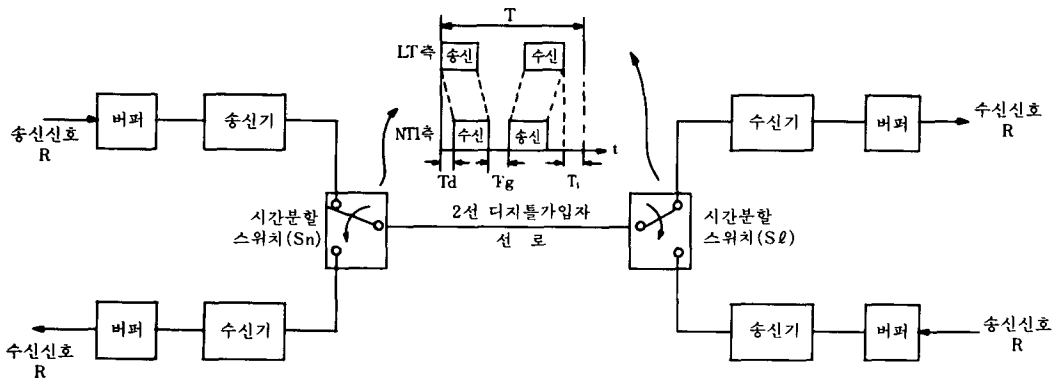 T
LT측 송신 수신
NT1측 수신 송신
t
Td Tg T₁
버퍼 송신기
송신신호
R
시간분할
스위치(Sn)
2선 디지틀가입자
선로
버퍼 수신기
수신신호
R
수신기 버퍼
수신신호
R
시간분할
스위치(Sℓ)
송신기 버퍼
송신신호
R